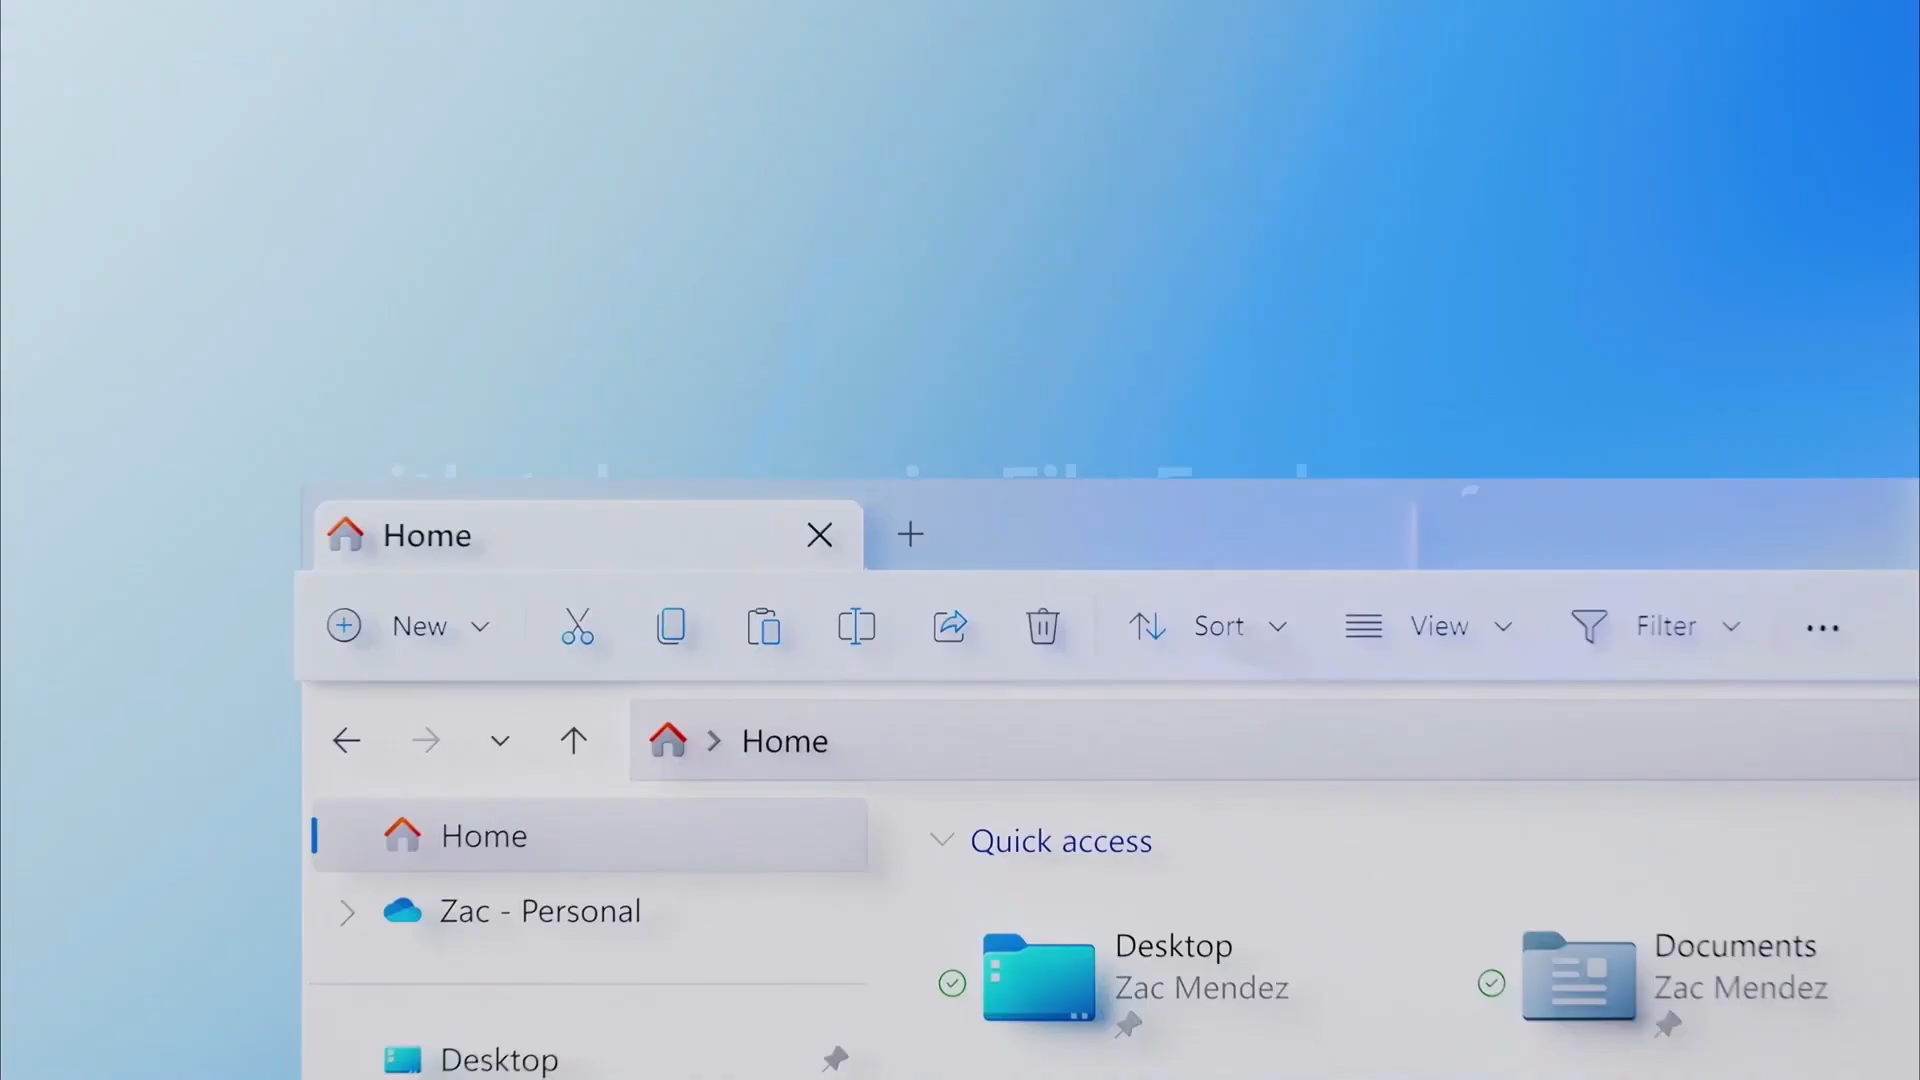 Home
New
Sort
View
Filter
Home
Home
Quick access
Zac - Personal
Desktop
Zac Mendez
Documents
Zac Mendez
Desktop